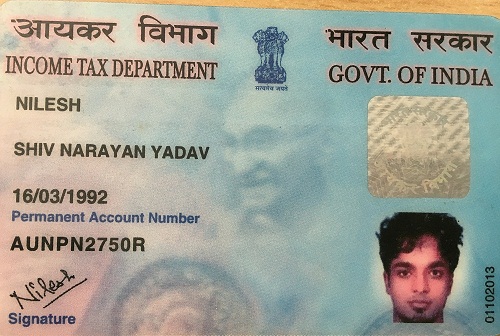 आयकर विभाग
INCOME TAX DEPARTMENT
सत्यमेव जयते
भारत सरकार
GOVT. OF INDIA
NILESH
SHIV NARAYAN YADAV
16/03/1992
Permanent Account Number
AUNPN2750R
Nilesh
Signature
01102013